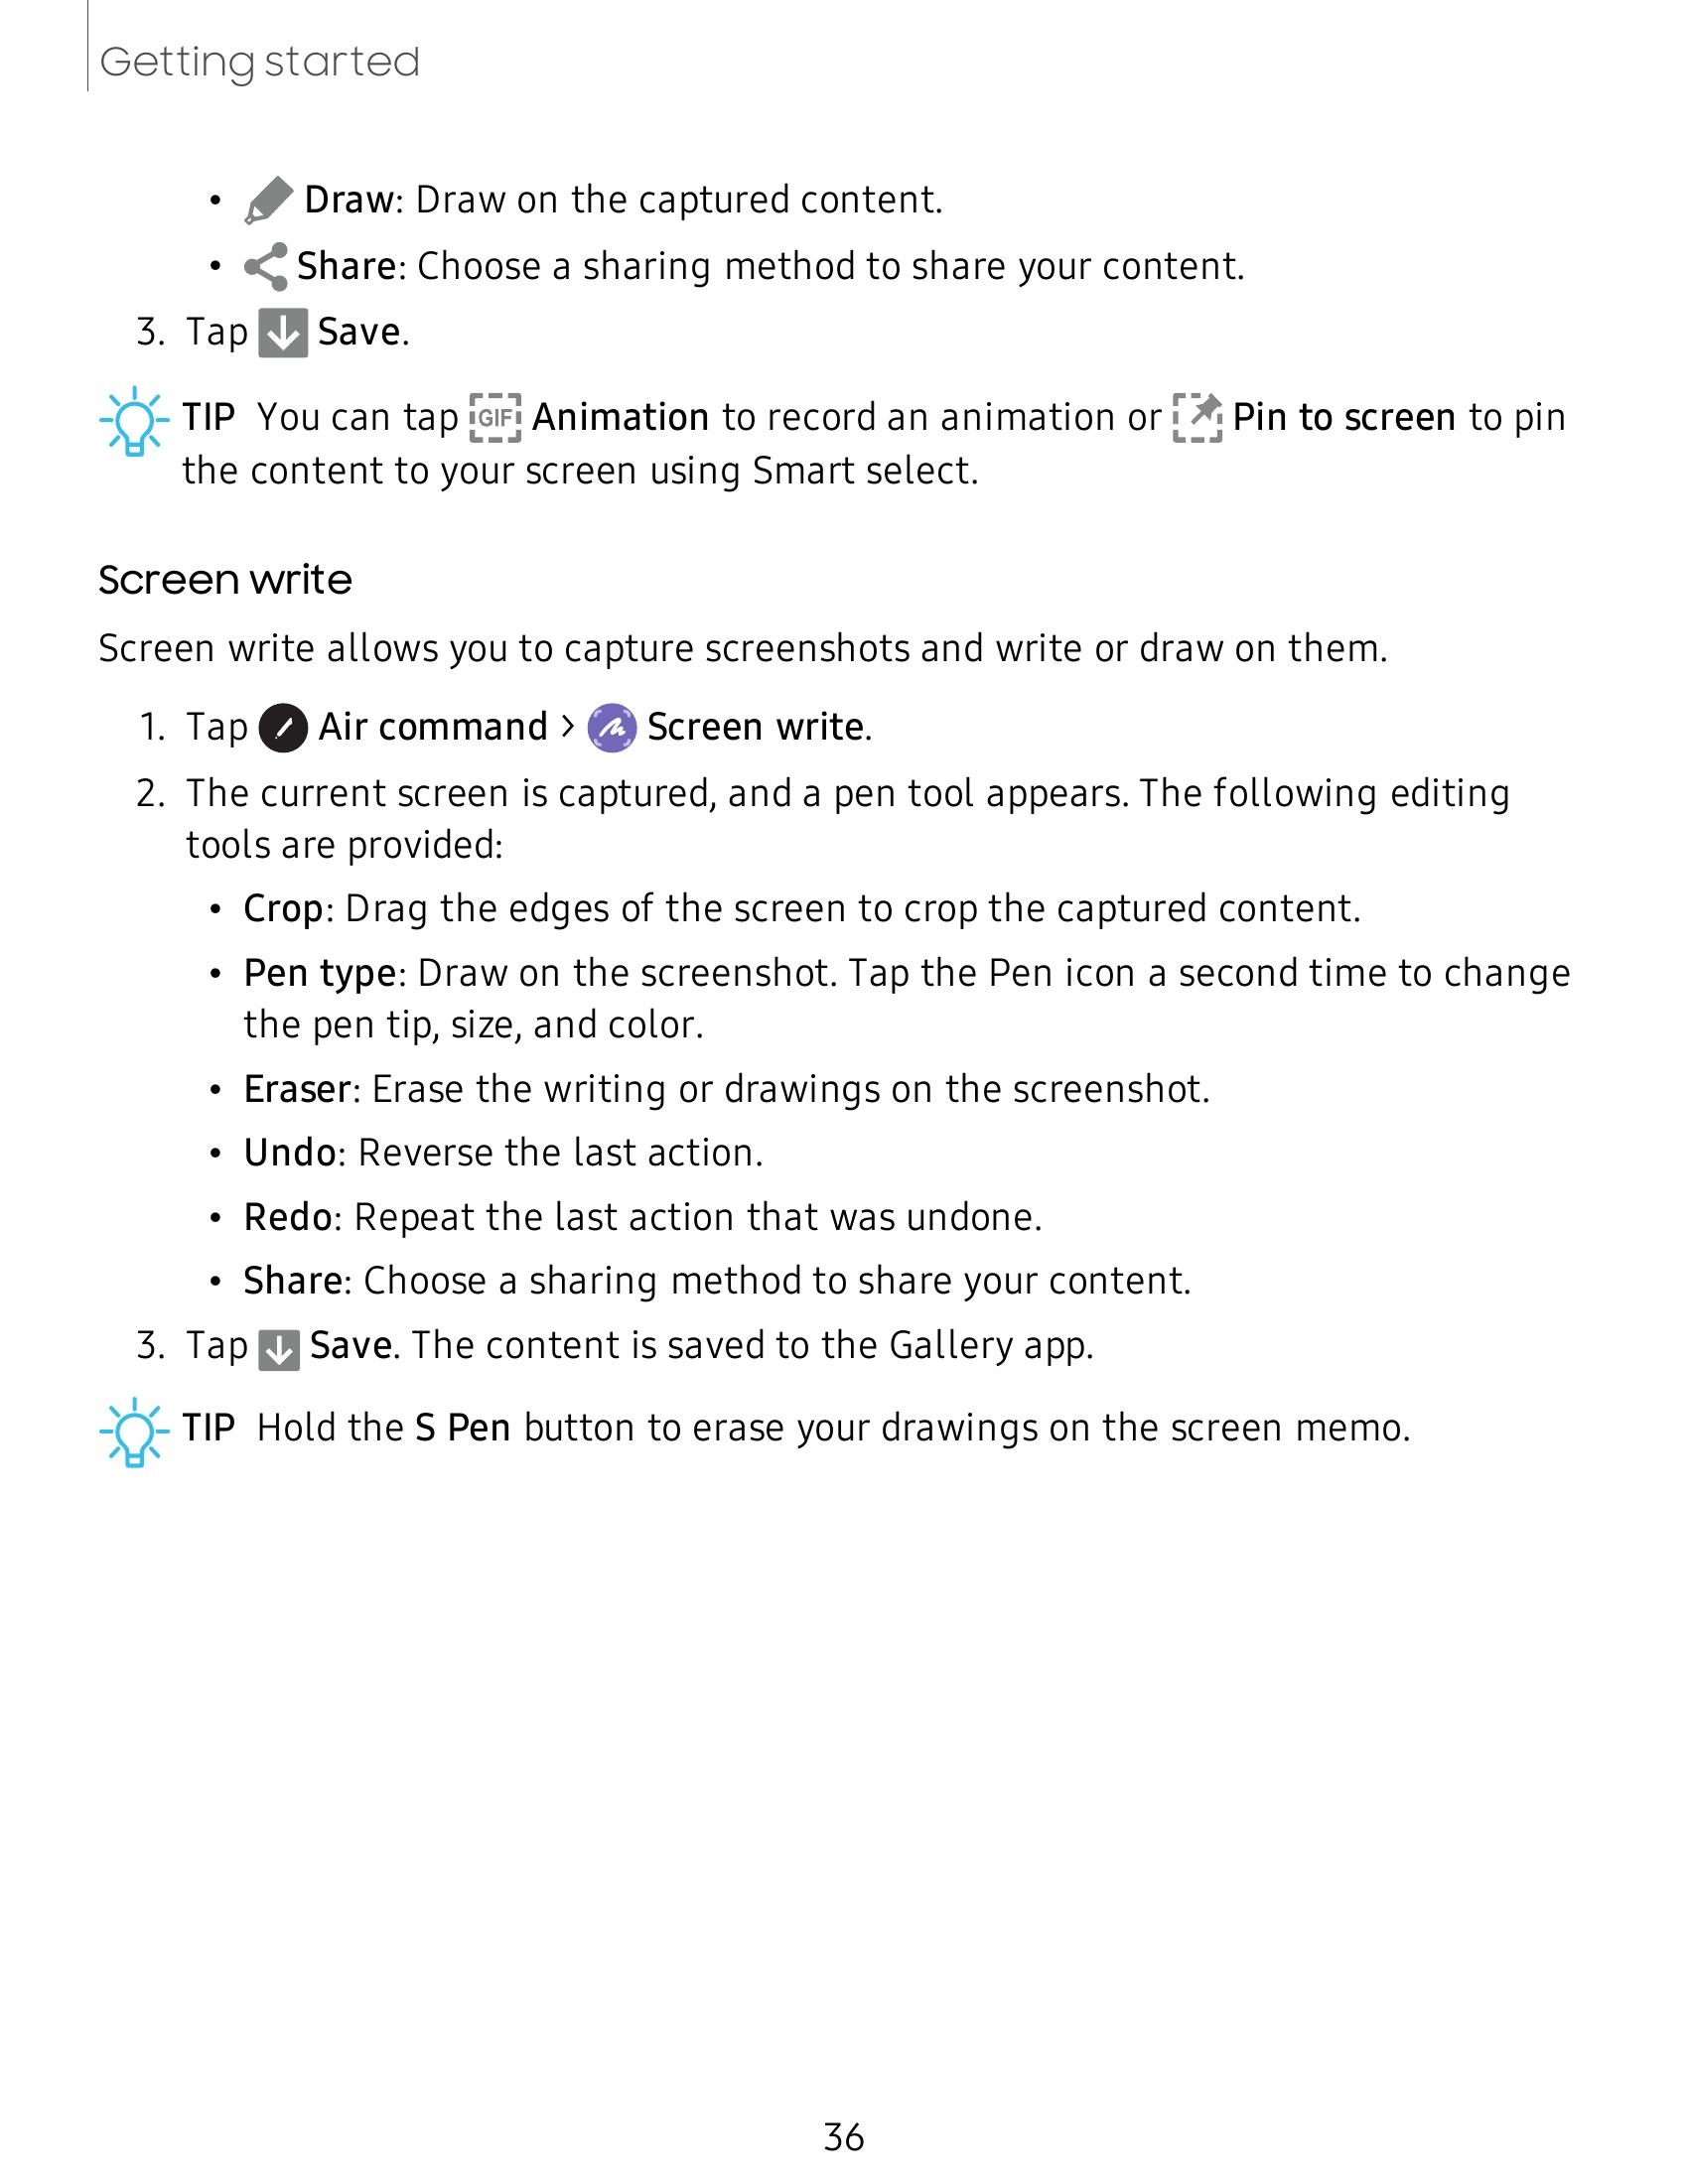 Getting started
• Draw: Draw on the captured content.
• Share: Choose a sharing method to share your content.
3. Tap Save.
TIP You can tap GIF Animation to record an animation or Pin to screen to pin
the content to your screen using Smart select.
Screen write
Screen write allows you to capture screenshots and write or draw on them.
1. Tap Air command > Screen write.
2. The current screen is captured, and a pen tool appears. The following editing
tools are provided:
• Crop: Drag the edges of the screen to crop the captured content.
• Pen type: Draw on the screenshot. Tap the Pen icon a second time to change
the pen tip, size, and color.
• Eraser: Erase the writing or drawings on the screenshot.
• Undo: Reverse the last action.
• Redo: Repeat the last action that was undone.
• Share: Choose a sharing method to share your content.
3. Tap Save. The content is saved to the Gallery app.
TIP Hold the S Pen button to erase your drawings on the screen memo.
36